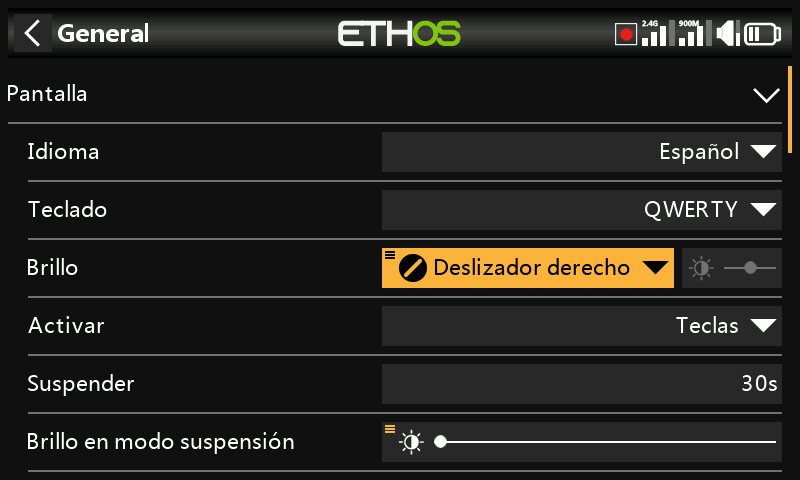 General
ETHOS
2.4G
900M
Pantalla
Idioma
Español
Teclado
QWERTY
Brillo
Deslizador derecho
Activar
Teclas
Suspender
30s
Brillo en modo suspensión